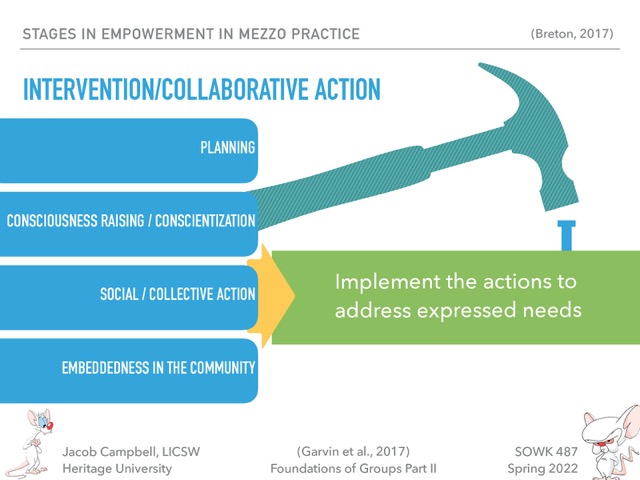 STAGES IN EMPOWERMENT IN MEZZO PRACTICE
(Breton, 2017)
INTERVENTION/COLLABORATIVE ACTION
PLANNING
CONSCIOUSNESS RAISING / CONSCIENTIZATION
SOCIAL / COLLECTIVE ACTION
EMBEDDEDNESS IN THE COMMUNITY
Implement the actions to
address expressed needs
Jacob Campbell, LICSW
Heritage University
(Garvin et al., 2017)
Foundations of Groups Part II
SOWK 487
Spring 2022